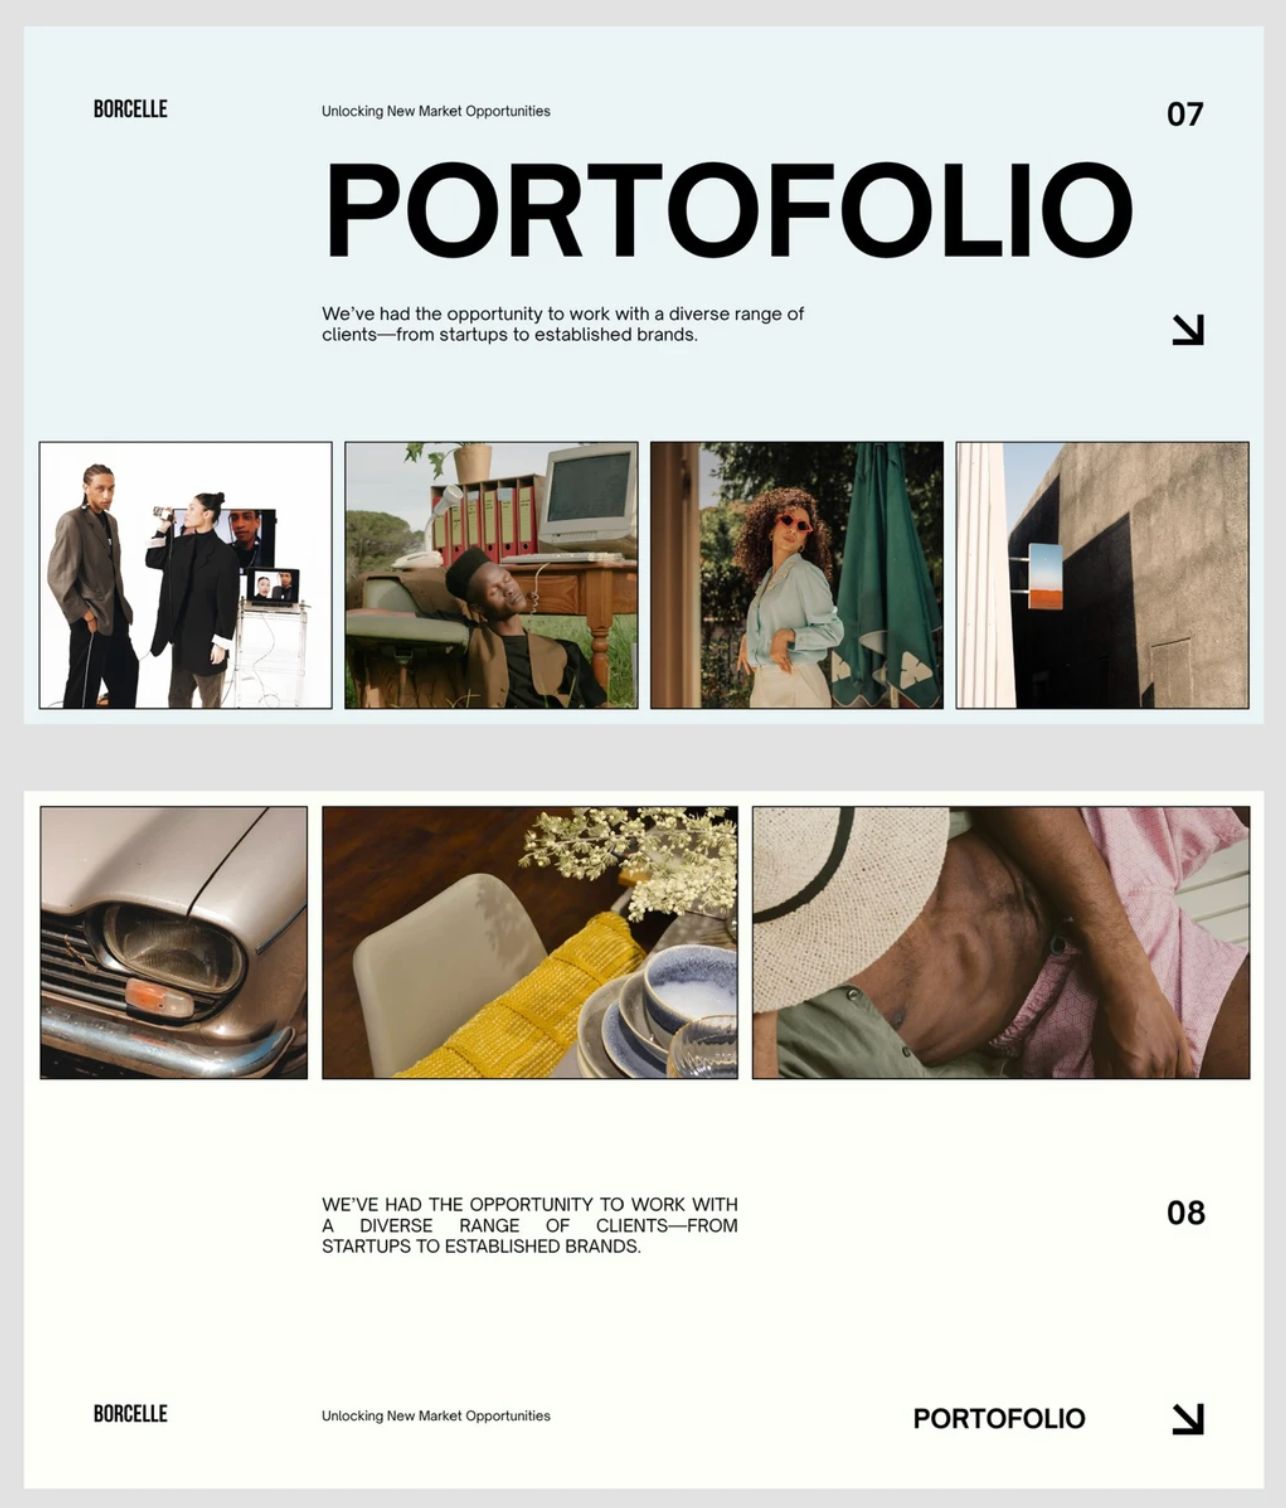 BORCELLE
Unlocking New Market Opportunities
07
PORTOFOLIO
We’ve had the opportunity to work with a diverse range of
clients—from startups to established brands.
WE’VE HAD THE OPPORTUNITY TO WORK WITH
A DIVERSE RANGE OF CLIENTS—FROM
STARTUPS TO ESTABLISHED BRANDS.
08
BORCELLE
Unlocking New Market Opportunities
PORTOFOLIO